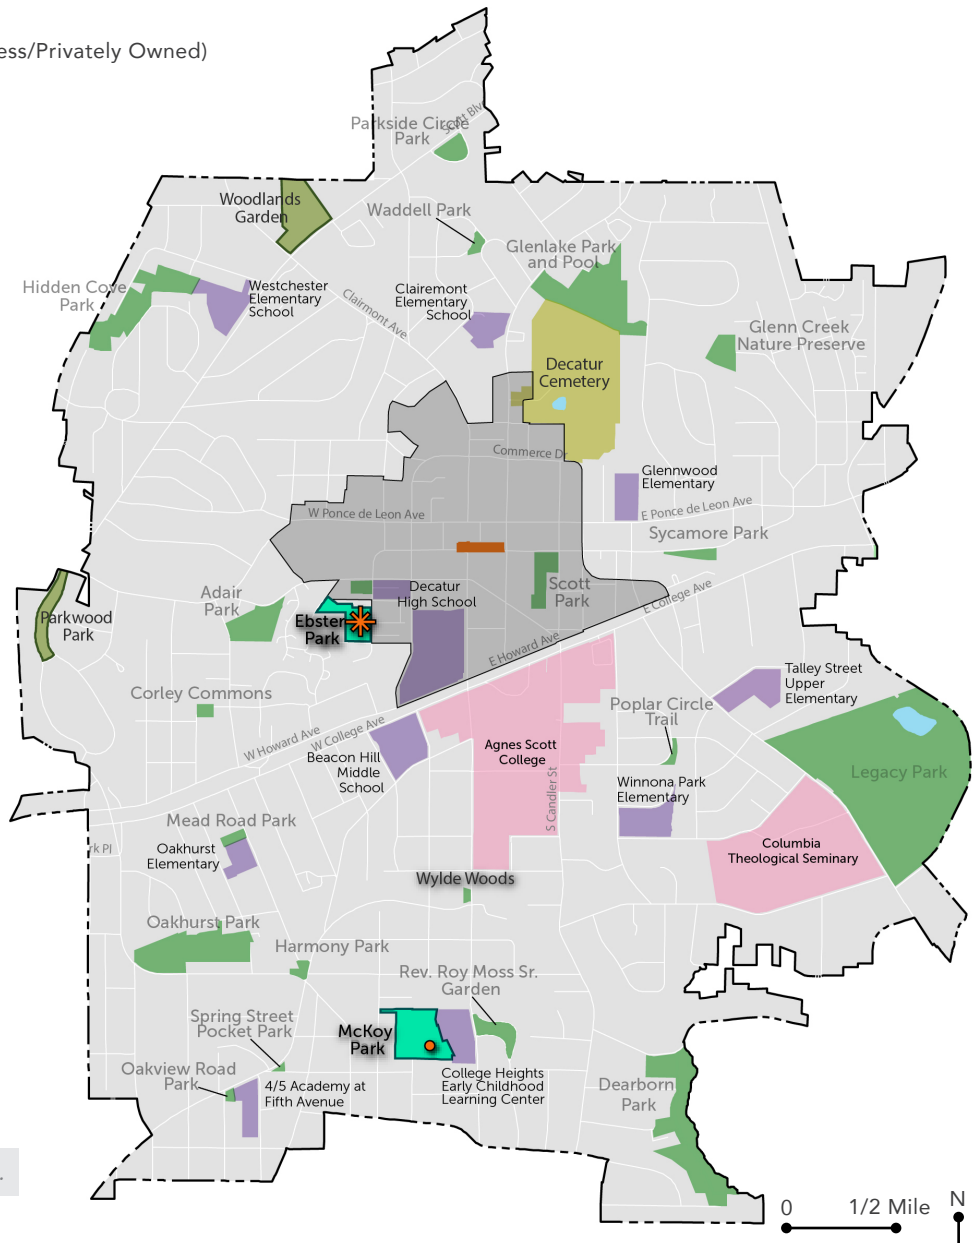 ess/Privately Owned)
Scott Blv
Parkside Circle
Park
Woodlands
Garden
Waddell Park
Glenlake Park
and Pool
Hidden Cove
Park
Westchester
Elementary
School
Clairemont
Elementary
School
Clairmont Ave
Glenn Creek
Nature Preserve
Decatur
Cemetery
Commerce Dr
Glennwood
Elementary
W Ponce de Leon Ave
E Ponce de Leon Ave
Sycamore Park
Adair
Park
Decatur
High School
Scott
Park
E College Ave
Parkwood
Park
Ebster
Park
E Howard Ave
Talley Street
Upper
Elementary
Corley Commons
Poplar Circle
Trail
W Howard Ave
W College Ave
Agnes Scott
College
Beacon Hill
Middle
School
Legacy Park
S Candler St
Winnona Park
Elementary
Mead Road Park
Oakhurst
Elementary
rk Pl
Columbia
Theological Seminary
Wylde Woods
Oakhurst Park
Harmony Park
Rev. Roy Moss Sr.
Garden
Spring Street
Pocket Park
McKoy
Park
Oakview Road
Park
4/5 Academy at
Fifth Avenue
College Heights
Early Childhood
Learning Center
Dearborn
Park
.
0 1/2 Mile N